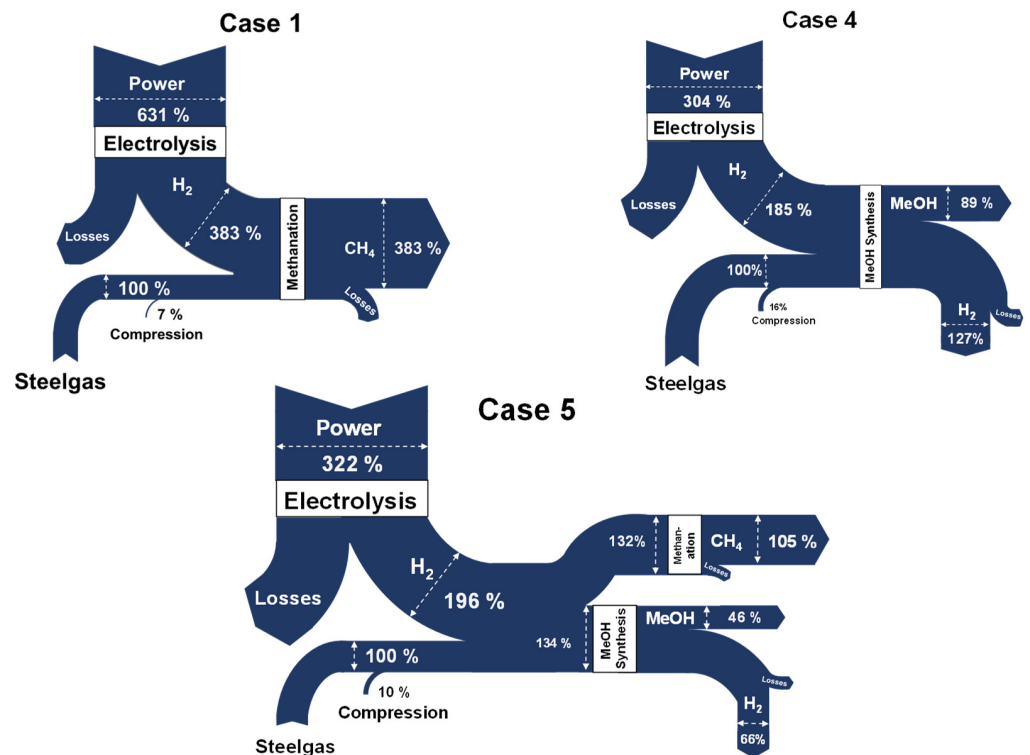 Case 1
Power
631 %
Electrolysis
H2
383 %
Losses
Methanation
CH4
383 %
Losses
100 %
7 %
Compression
Steelgas
Case 4
Power
304 %
Electrolysis
H2
185 %
Losses
MeOH Synthesis
MeOH
89 %
100%
16%
Compression
H2
127%
Losses
Steelgas
Case 5
Power
322 %
Electrolysis
H2
196 %
Losses
132%
Methan-
ation
CH4
105 %
Losses
134 %
MeOH
Synthesis
MeOH
46 %
100 %
10 %
Compression
Losses
H2
66%
Steelgas